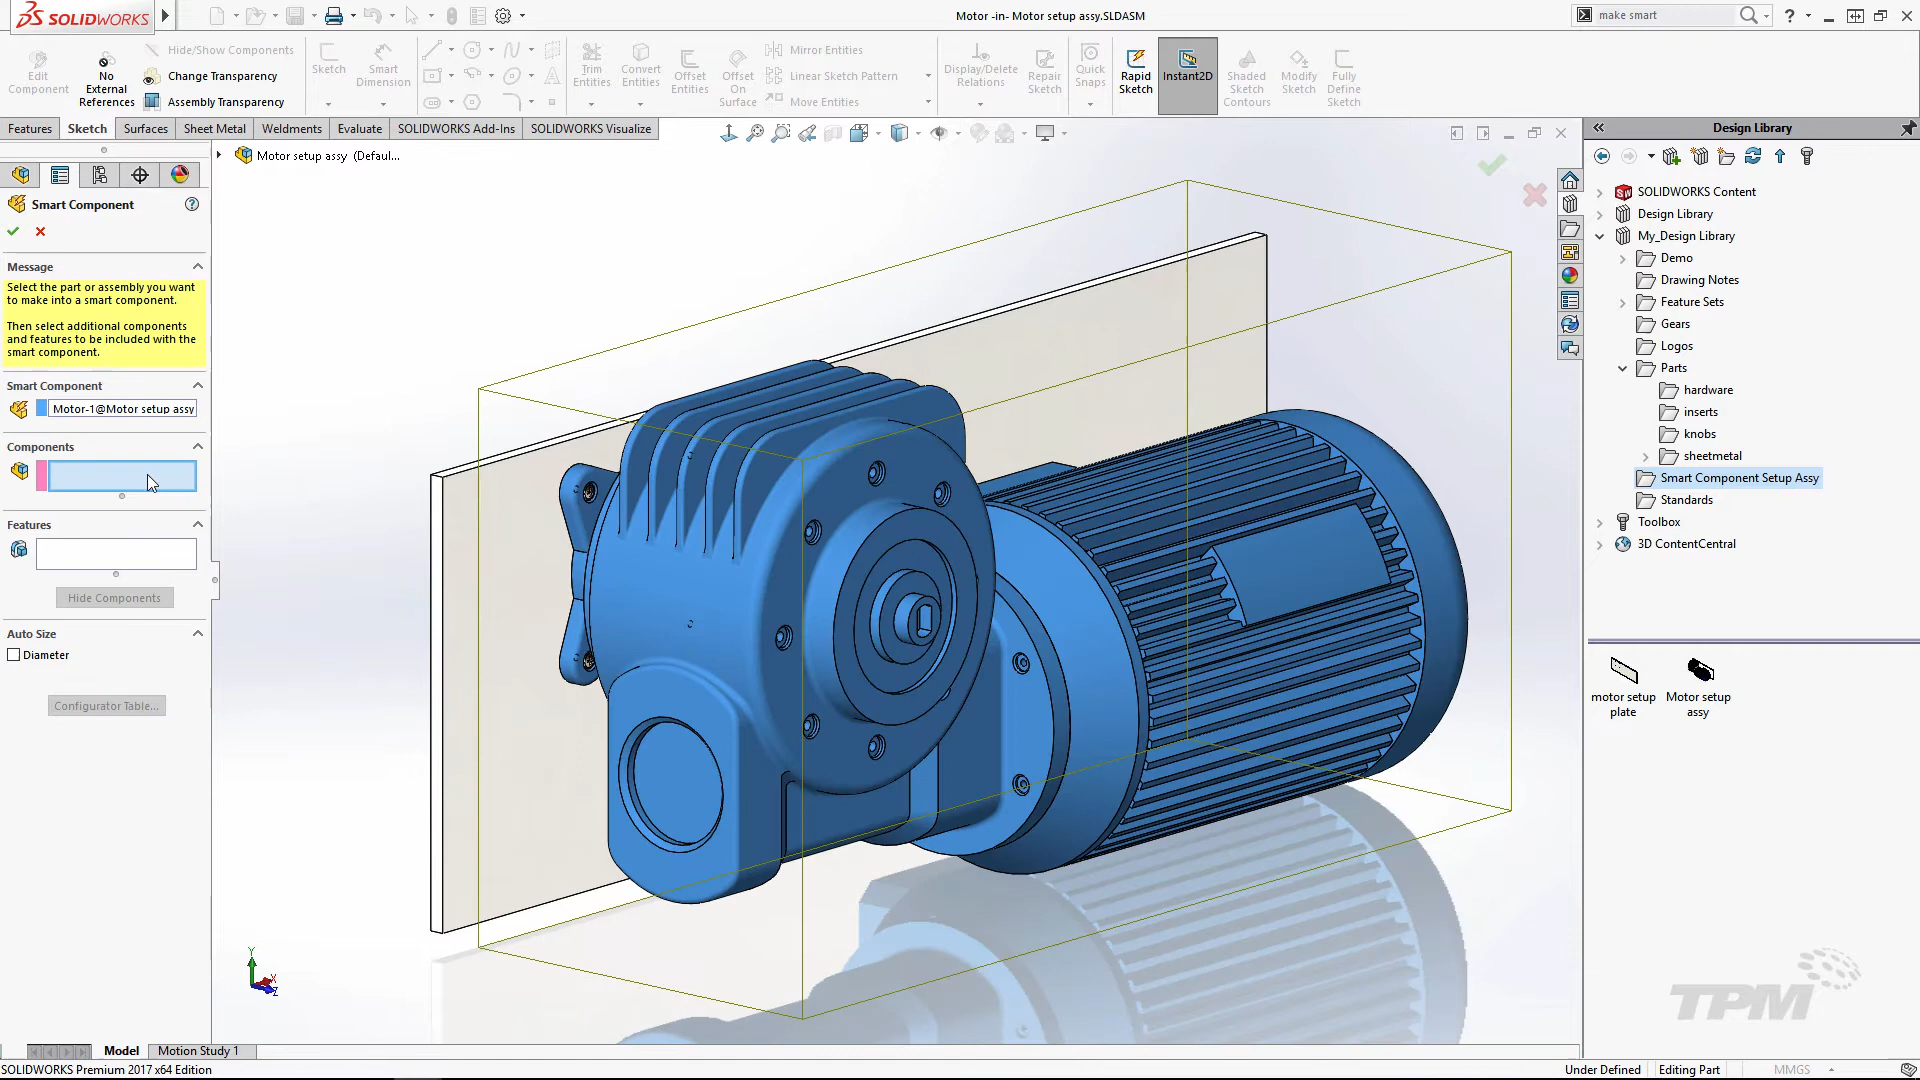 SOLIDWORKS
Motor -in- Motor setup assy.SLDASM
make smart
Edit Component
No External References
Hide/Show Components
Change Transparency
Assembly Transparency
Sketch
Smart Dimension
Trim Entities
Convert Entities
Offset Entities
Offset On Surface
Mirror Entities
Linear Sketch Pattern
Move Entities
Display/Delete Relations
Repair Sketch
Quick Snaps
Rapid Sketch
Instant2D
Shaded Sketch Contours
Modify Sketch
Fully Define Sketch
Features
Sketch
Surfaces
Sheet Metal
Weldments
Evaluate
SOLIDWORKS Add-Ins
SOLIDWORKS Visualize
Motor setup assy (Defaul...
Smart Component
Message
Select the part or assembly you want
to make into a smart component.
Then select additional components
and features to be included with the
smart component.
Smart Component
Motor-1@Motor setup assy
Components
Features
Hide Components
Auto Size
Diameter
Configurator Table...
Y
X
Z
Design Library
SOLIDWORKS Content
Design Library
My_Design Library
Demo
Drawing Notes
Feature Sets
Gears
Logos
Parts
hardware
inserts
knobs
sheetmetal
Smart Component Setup Assy
Standards
Toolbox
3D ContentCentral
motor setup plate
Motor setup assy
TPM
Model
Motion Study 1
SOLIDWORKS Premium 2017 x64 Edition
Under Defined
Editing Part
MMGS